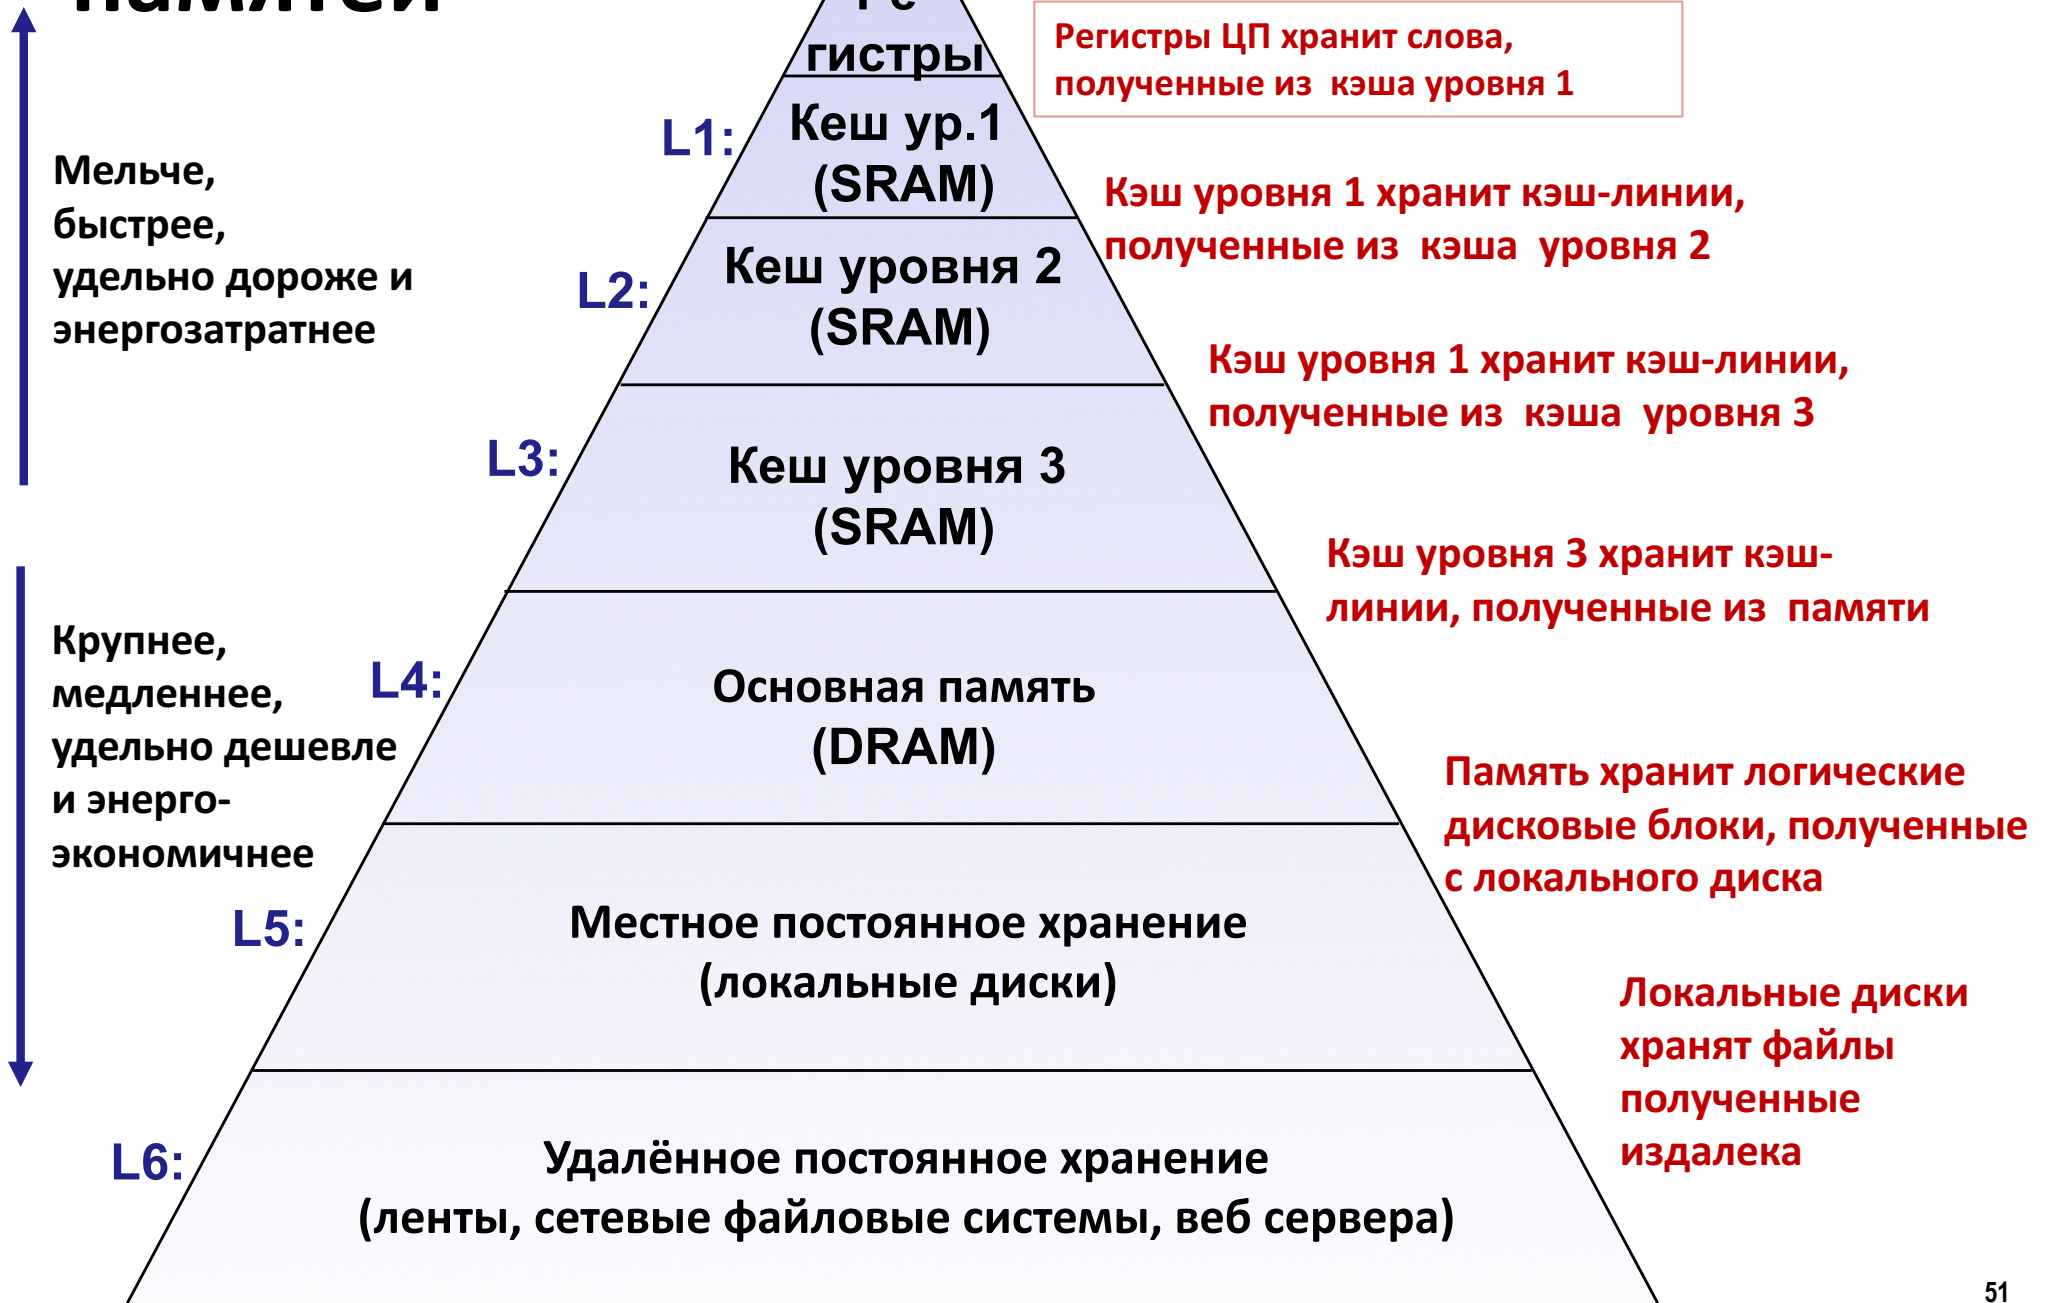 гистры
Регистры ЦП хранит слова,
полученные из кэша уровня 1
L1:
Кеш ур.1
(SRAM)
Мельче,
быстрее,
удельно дороже и
энергозатратнее
Кэш уровня 1 хранит кэш-линии,
полученные из кэша уровня 2
L2:
Кеш уровня 2
(SRAM)
Кэш уровня 1 хранит кэш-линии,
полученные из кэша уровня 3
L3:
Кеш уровня 3
(SRAM)
Кэш уровня 3 хранит кэш-
линии, полученные из памяти
Крупнее,
медленнее,
удельно дешевле
и энерго-
экономичнее
L4:
Основная память
(DRAM)
Память хранит логические
дисковые блоки, полученные
с локального диска
L5:
Местное постоянное хранение
(локальные диски)
Локальные диски
хранят файлы
полученные
издалека
L6:
Удалённое постоянное хранение
(ленты, сетевые файловые системы, веб сервера)
51